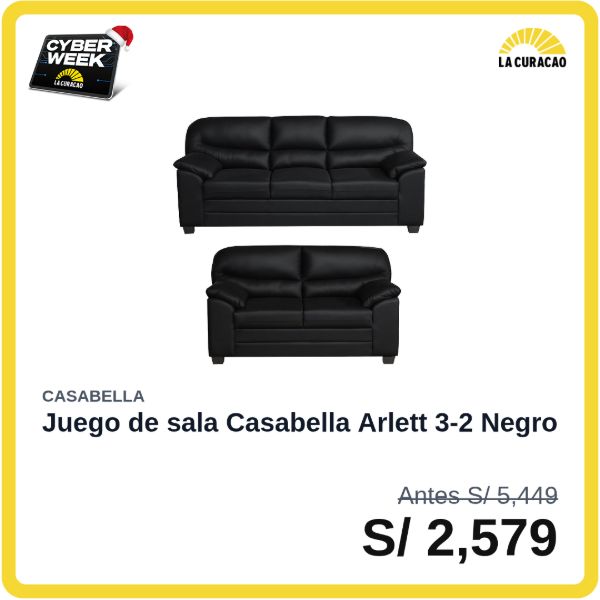 CYBER
WEEK
LA CURACAO
LA CURACAO
CASABELLA
Juego de sala Casabella Arlett 3-2 Negro
Antes S/ 5,449
S/ 2,579